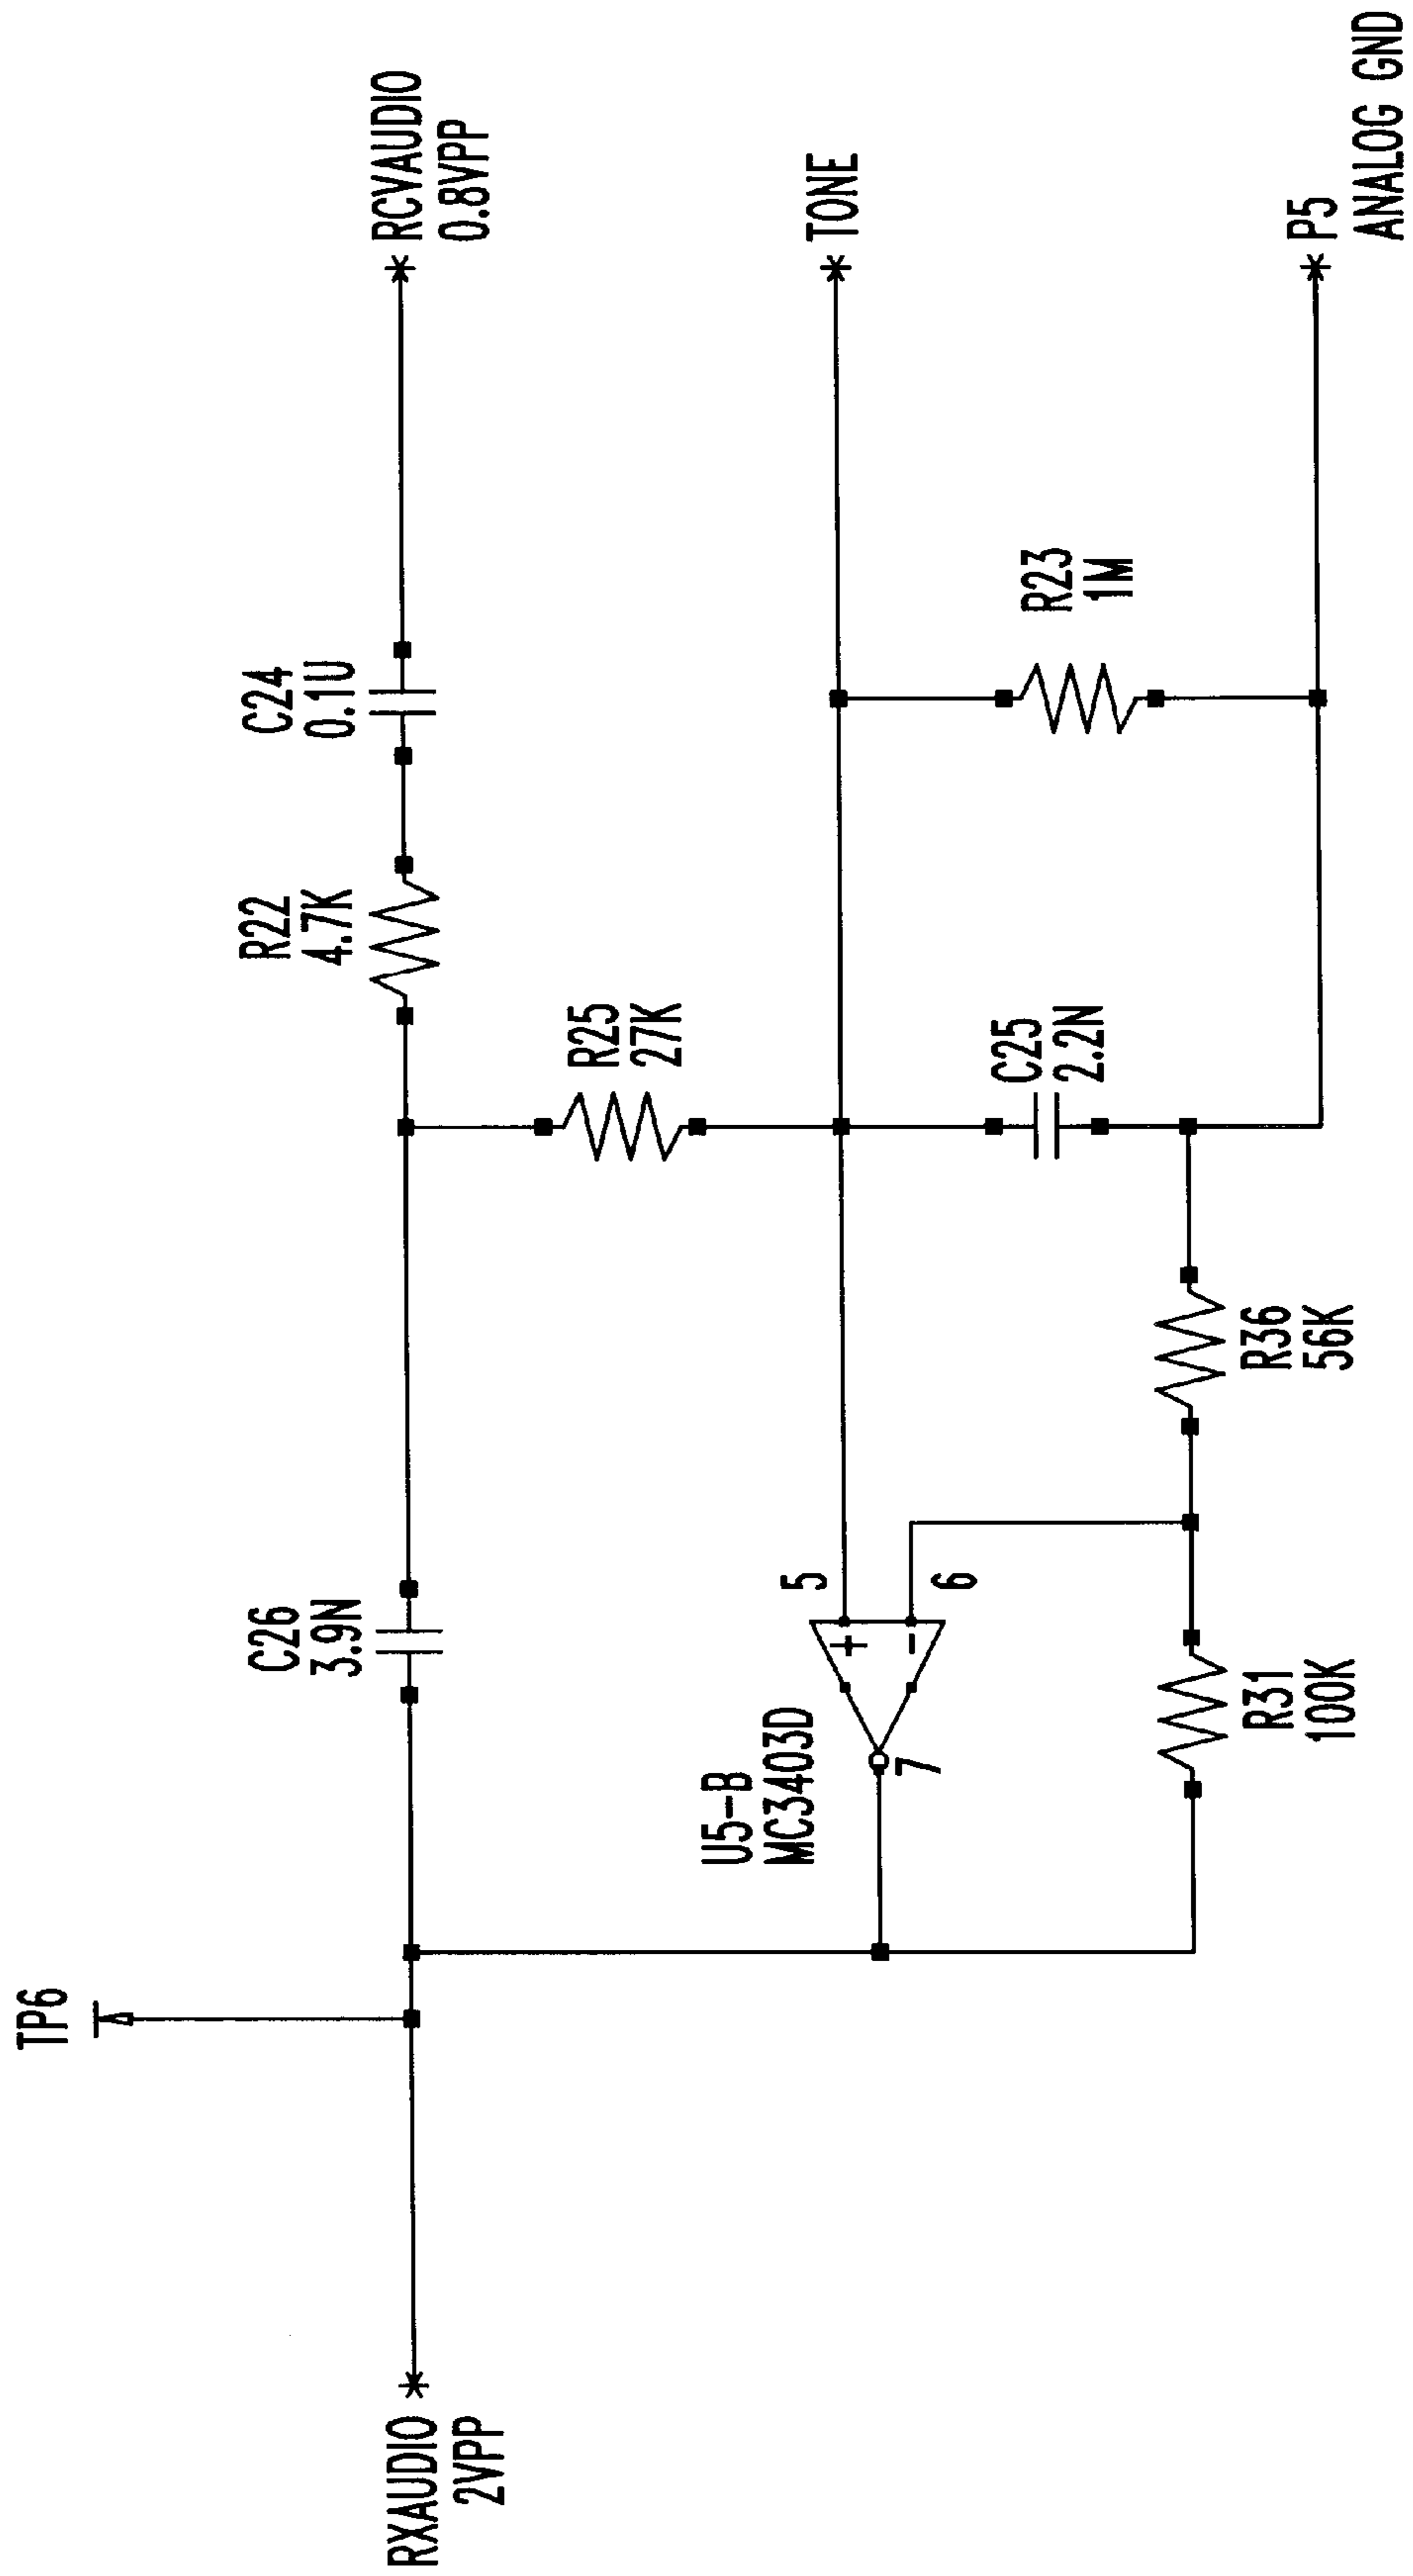 TP6
RXAUDIO
2VPP
C26
3.9N
R22
4.7K
C24
0.1U
RCVAUDIO
0.8VPP
R25
27K
U5-B
MC3403D
5
6
7
TONE
C25
2.2N
R23
1M
R31
100K
R36
56K
P5
ANALOG GND
+
-